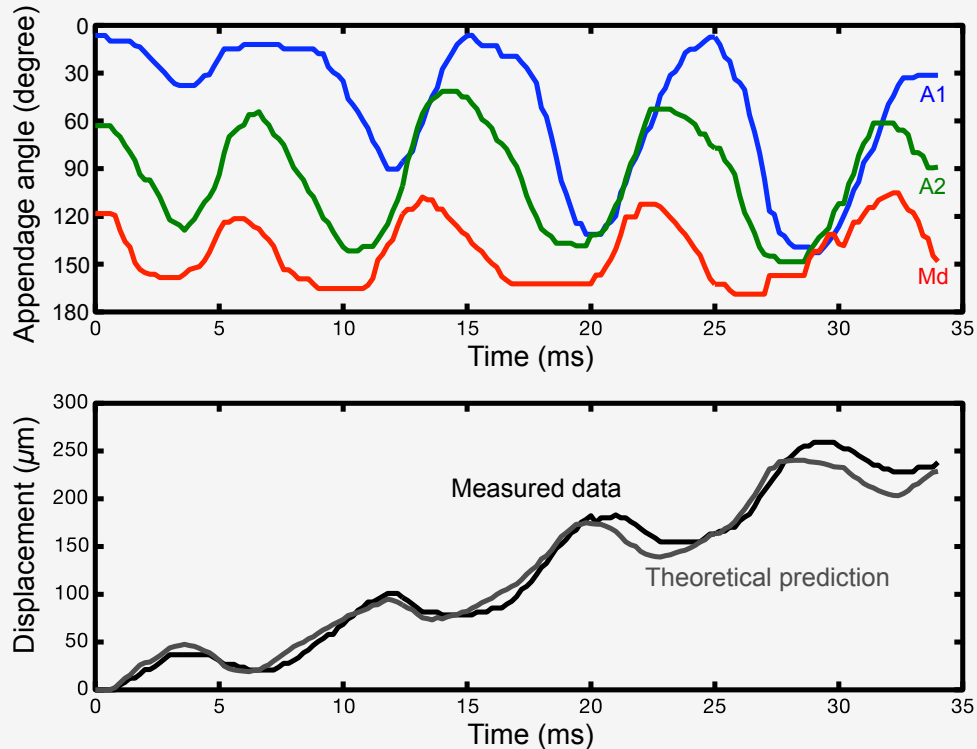 Appendage angle (degree)
0
30
60
90
120
150
180
A1
A2
Md
0 5 10 15 20 25 30 35
Time (ms)
Displacement (μm)
300
250
200
150
100
50
0
Measured data
Theoretical prediction
0 5 10 15 20 25 30 35
Time (ms)